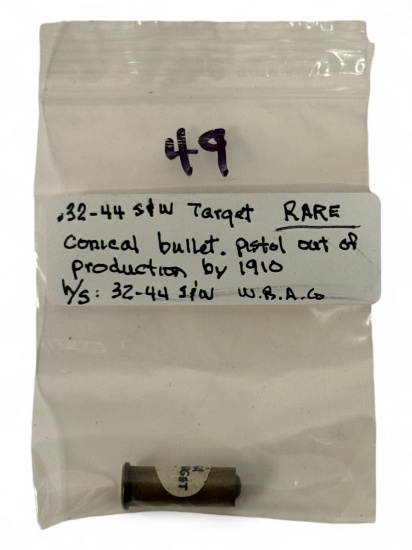 49
.32-44 S&W Target RARE
Conical bullet. pistol out of
production by 1910
h/s: 32-44 S&W W.R.A.Co